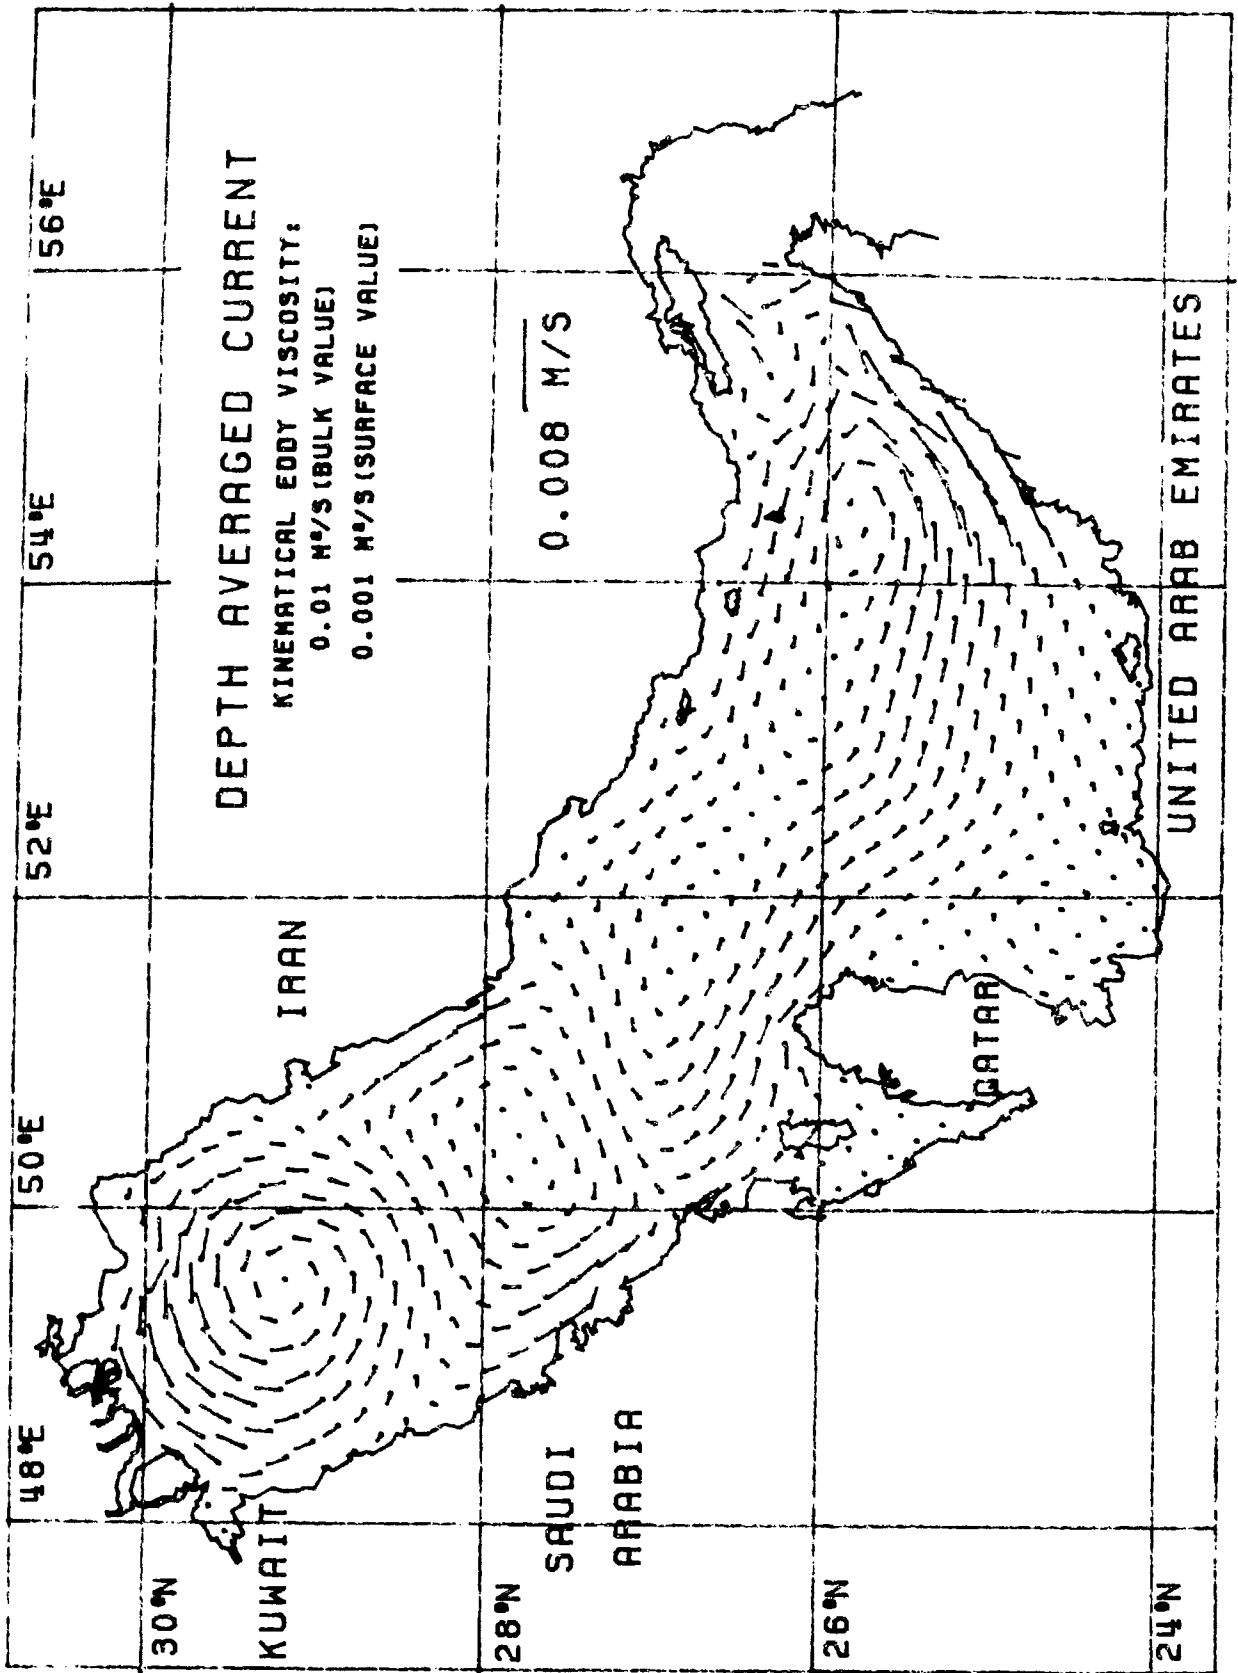 48°E
50°E
52°E
54°E
56°E
30°N
KUWAIT
IRAN
DEPTH AVERAGED CURRENT
KINEMATICAL EDDY VISCOSITY:
0.01 M²/S(BULK VALUE)
0.001 M²/S(SURFACE VALUE)
28°N
SAUDI
ARABIA
0.008 M/S
26°N
QATAR
24°N
UNITED ARAB EMIRATES